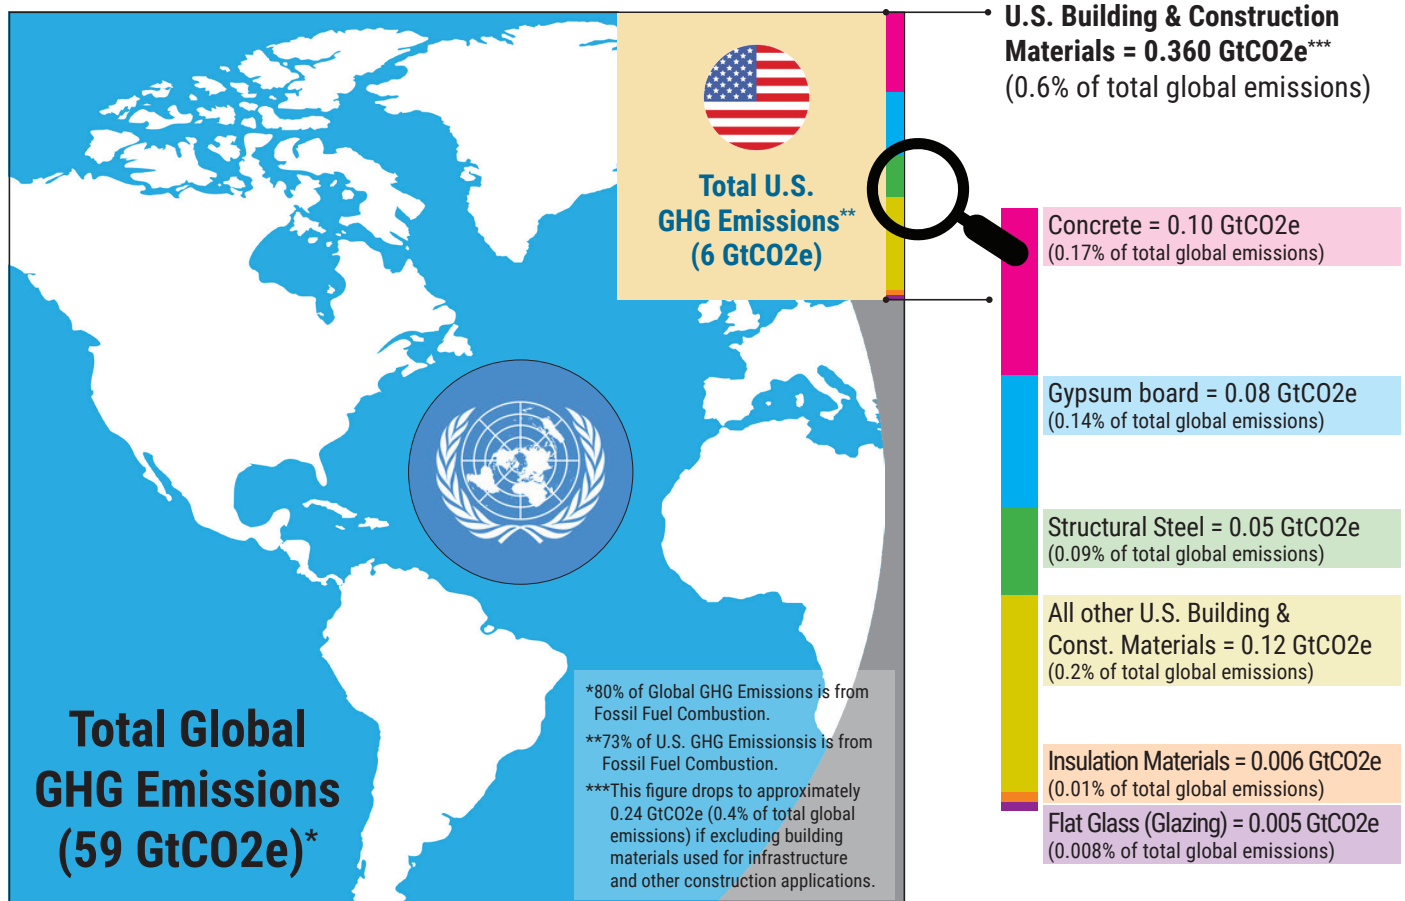 U.S. Building & Construction
Materials = 0.360 GtCO2e***
(0.6% of total global emissions)
Total U.S.
GHG Emissions**
(6 GtCO2e)
Concrete = 0.10 GtCO2e
(0.17% of total global emissions)
Gypsum board = 0.08 GtCO2e
(0.14% of total global emissions)
Structural Steel = 0.05 GtCO2e
(0.09% of total global emissions)
All other U.S. Building &
Const. Materials = 0.12 GtCO2e
(0.2% of total global emissions)
Insulation Materials = 0.006 GtCO2e
(0.01% of total global emissions)
Flat Glass (Glazing) = 0.005 GtCO2e
(0.008% of total global emissions)
Total Global
GHG Emissions
(59 GtCO2e)*
*80% of Global GHG Emissions is from
Fossil Fuel Combustion.
**73% of U.S. GHG Emissionsis is from
Fossil Fuel Combustion.
***This figure drops to approximately
0.24 GtCO2e (0.4% of total global
emissions) if excluding building
materials used for infrastructure
and other construction applications.